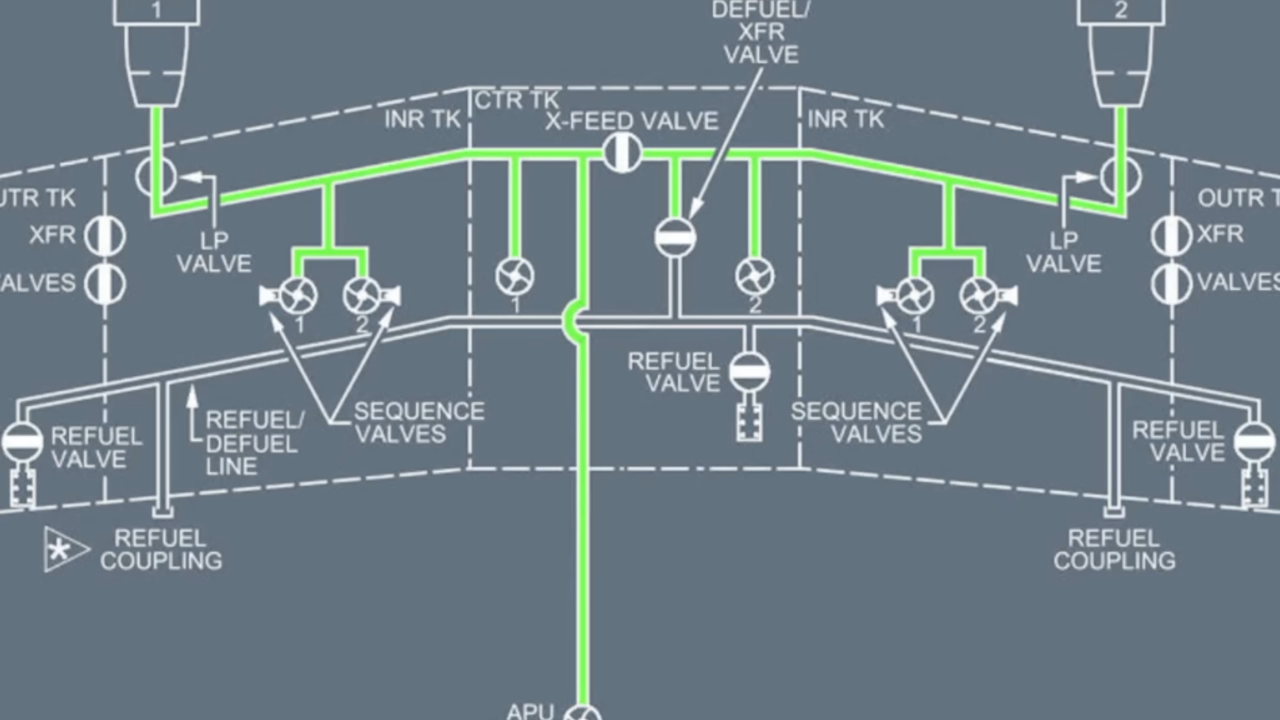 1
2
DEFUEL/
XFR
VALVE
CTR TK
INR TK
X-FEED VALVE
INR TK
UTR TK
XFR
VALVES
LP
VALVE
1
2
1
2
LP
VALVE
1
2
OUTR T
XFR
VALVES
REFUEL
VALVE
SEQUENCE
VALVES
SEQUENCE
VALVES
REFUEL/
DEFUEL
LINE
REFUEL
VALVE
REFUEL
VALVE
*
REFUEL
COUPLING
REFUEL
COUPLING
APU